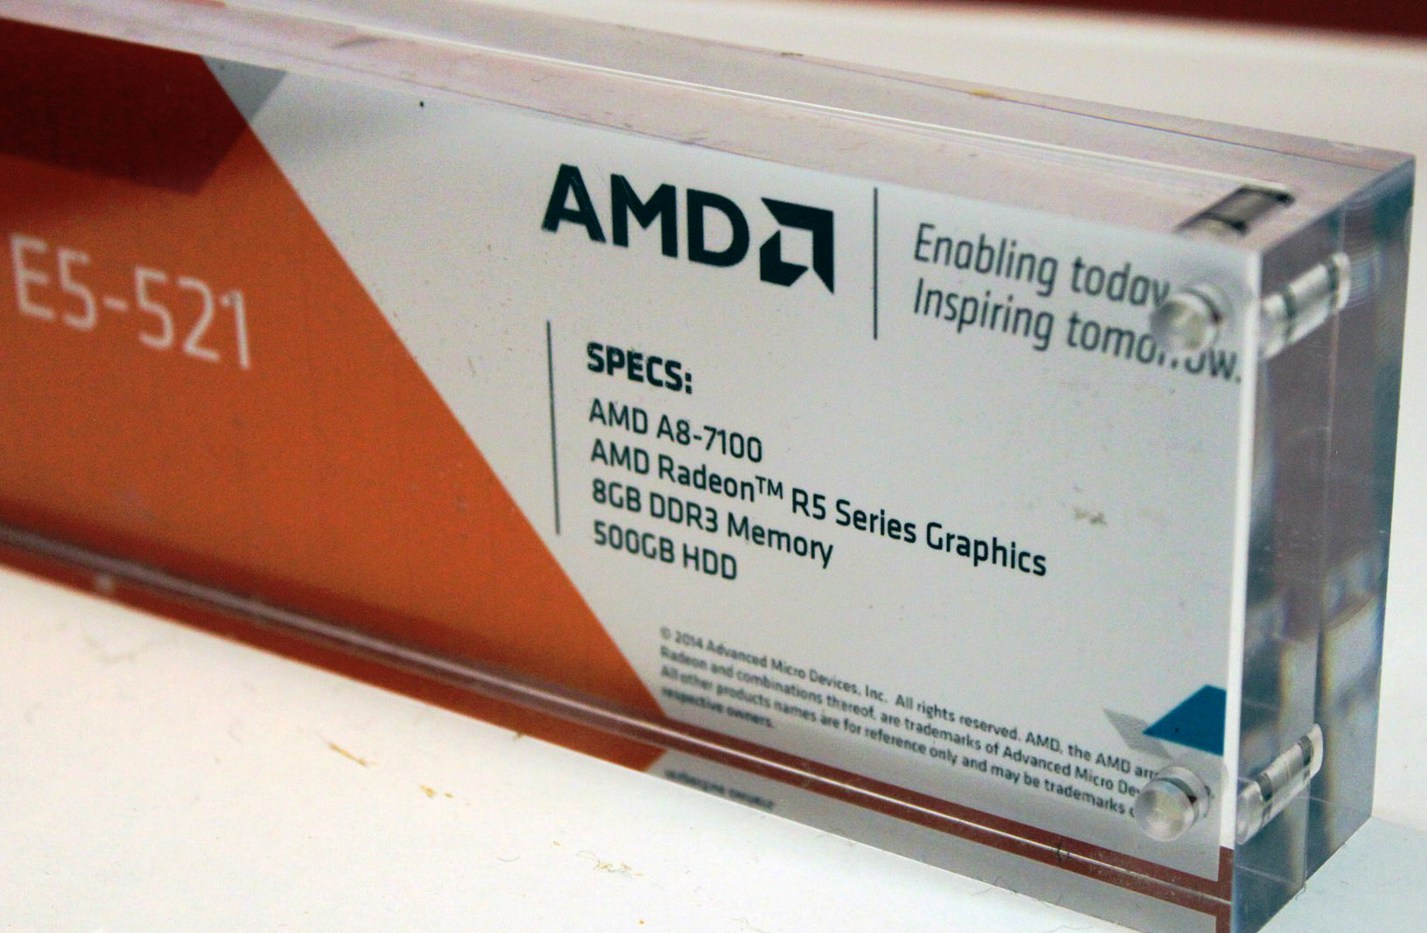 E5-521
AMD
Enabling today
Inspiring tomorrow.
SPECS:
AMD A8-7100
AMD Radeon™ R5 Series Graphics
8GB DDR3 Memory
500GB HDD
© 2014 Advanced Micro Devices, Inc. All rights reserved. AMD, the AMD arr
Radeon and combinations thereof, are trademarks of Advanced Micro De
All other products names are for reference only and may be trademarks
respective owners.